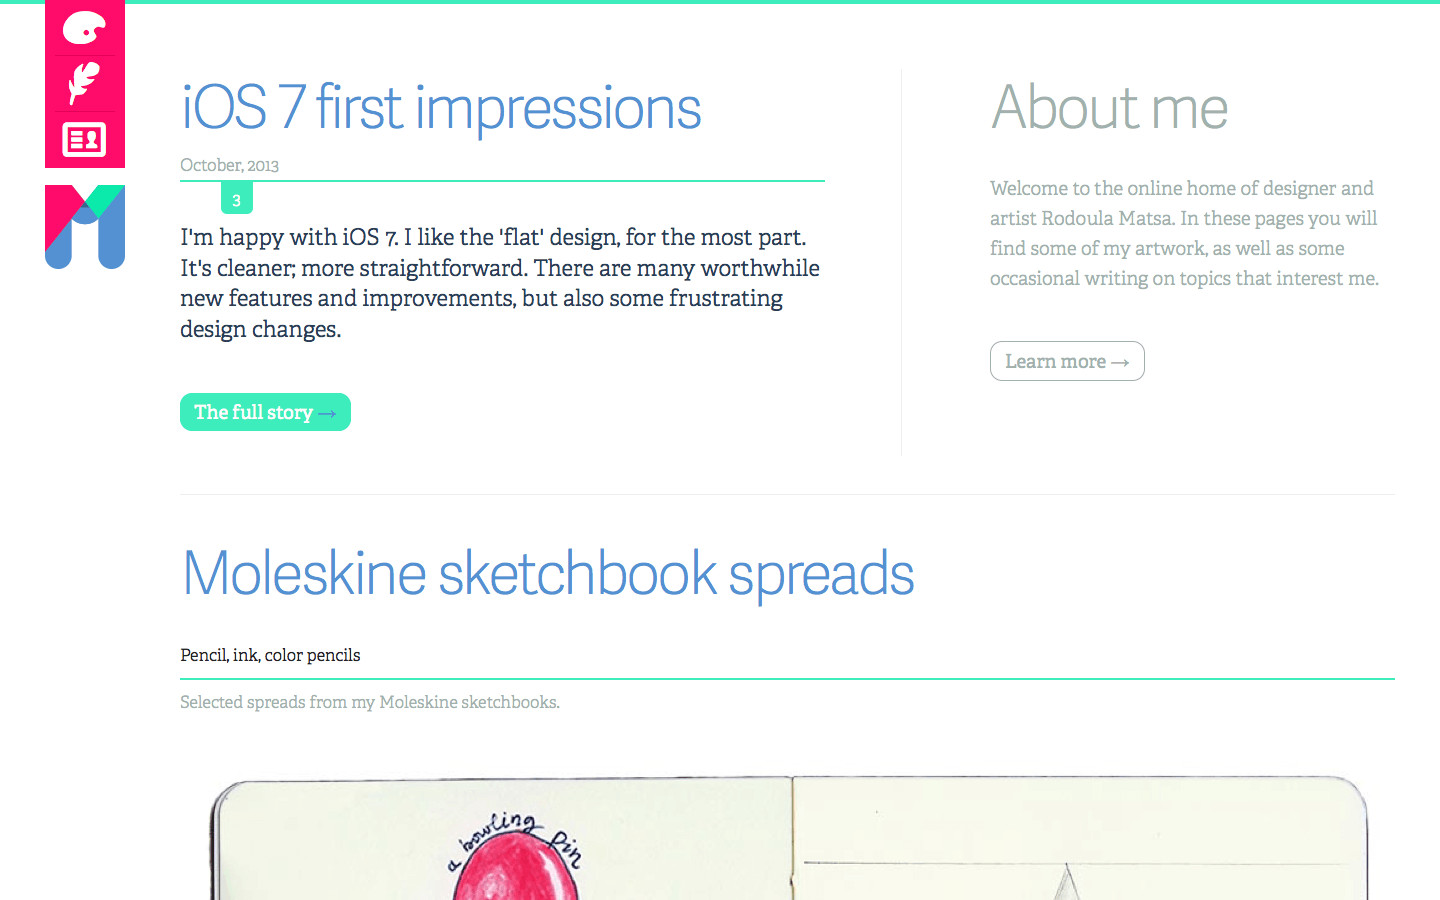 iOS 7 first impressions
October, 2013
3
I'm happy with iOS 7. I like the 'flat' design, for the most part.
It's cleaner; more straightforward. There are many worthwhile
new features and improvements, but also some frustrating
design changes.
The full story →
About me
Welcome to the online home of designer and
artist Rodoula Matsa. In these pages you will
find some of my artwork, as well as some
occasional writing on topics that interest me.
Learn more →
Moleskine sketchbook spreads
Pencil, ink, color pencils
Selected spreads from my Moleskine sketchbooks.
a bowling pin